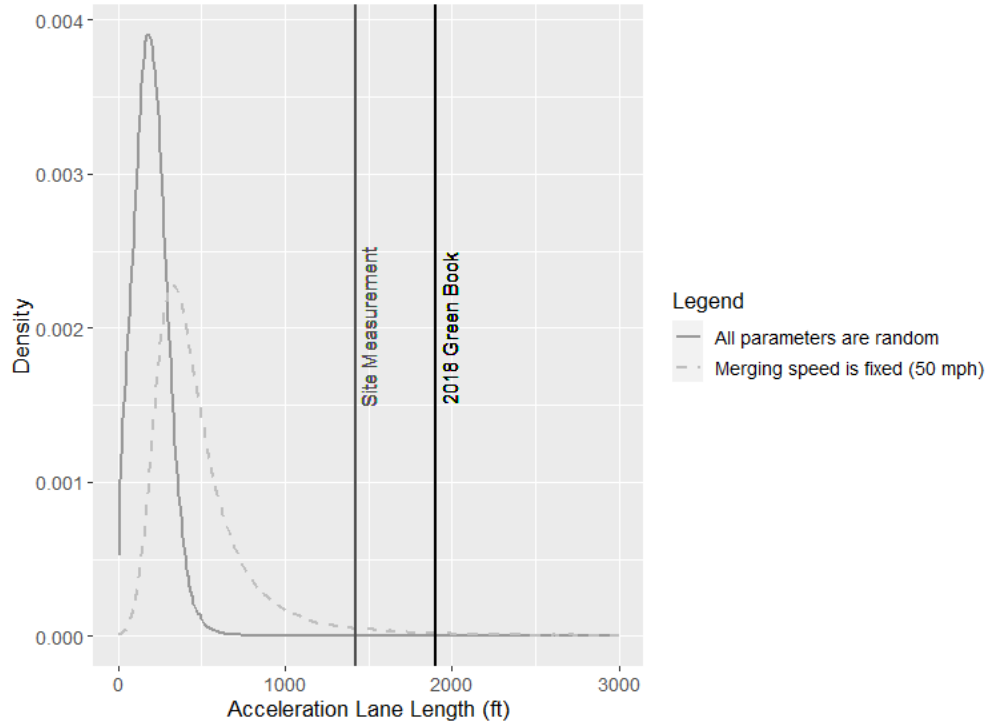 0.004
0.003
0.002
0.001
0.000
Density
Site Measurement
2018 Green Book
0
1000
2000
3000
Acceleration Lane Length (ft)
Legend
All parameters are random
Merging speed is fixed (50 mph)